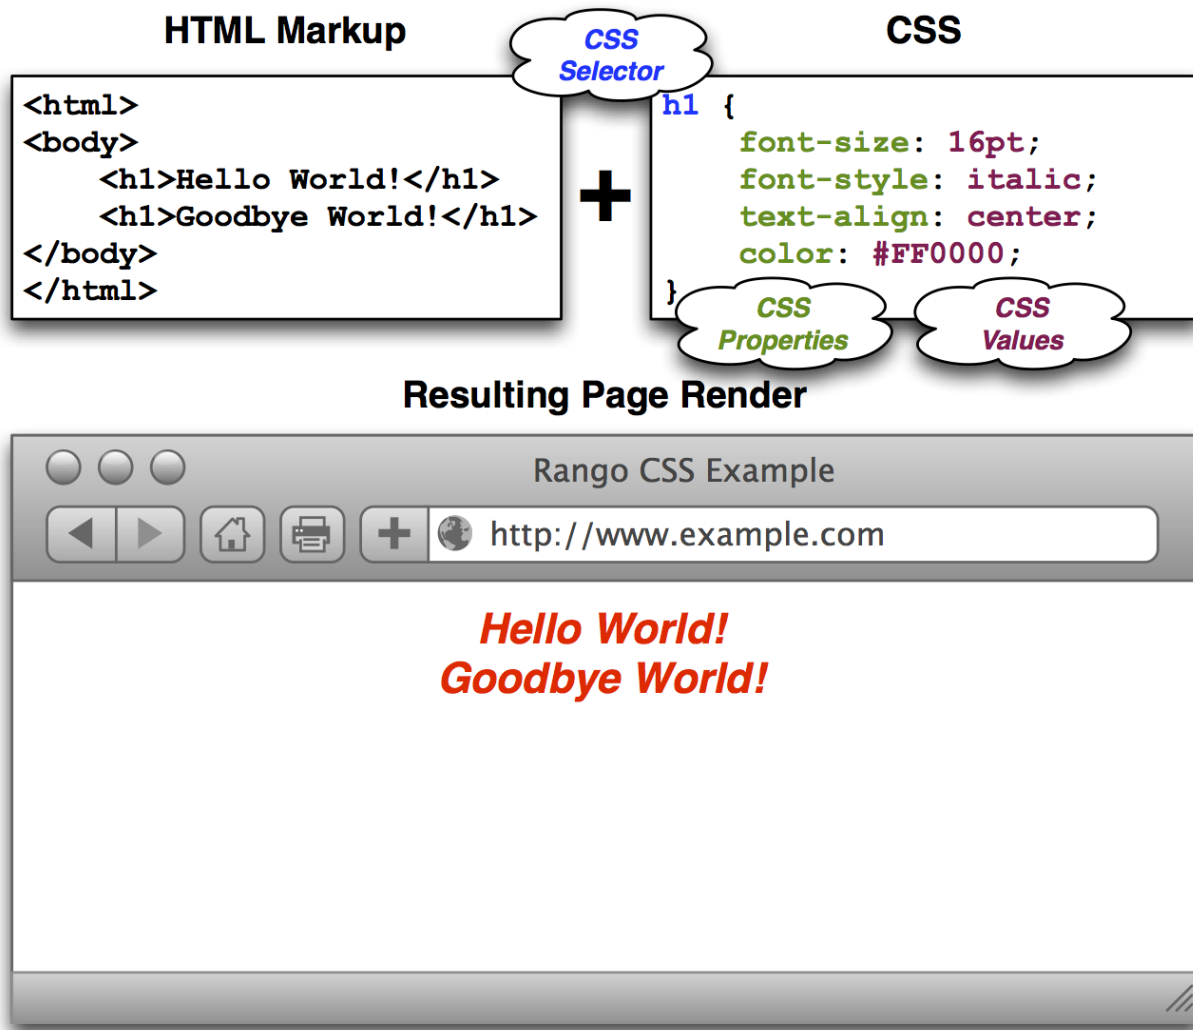 HTML Markup
CSS
Selector
CSS
<html>
<body>
    <h1>Hello World!</h1>
    <h1>Goodbye World!</h1>
</body>
</html>
+
h1 {
    font-size: 16pt;
    font-style: italic;
    text-align: center;
    color: #FF0000;
}
CSS
Properties
CSS
Values
Resulting Page Render
Rango CSS Example
http://www.example.com
Hello World!
Goodbye World!